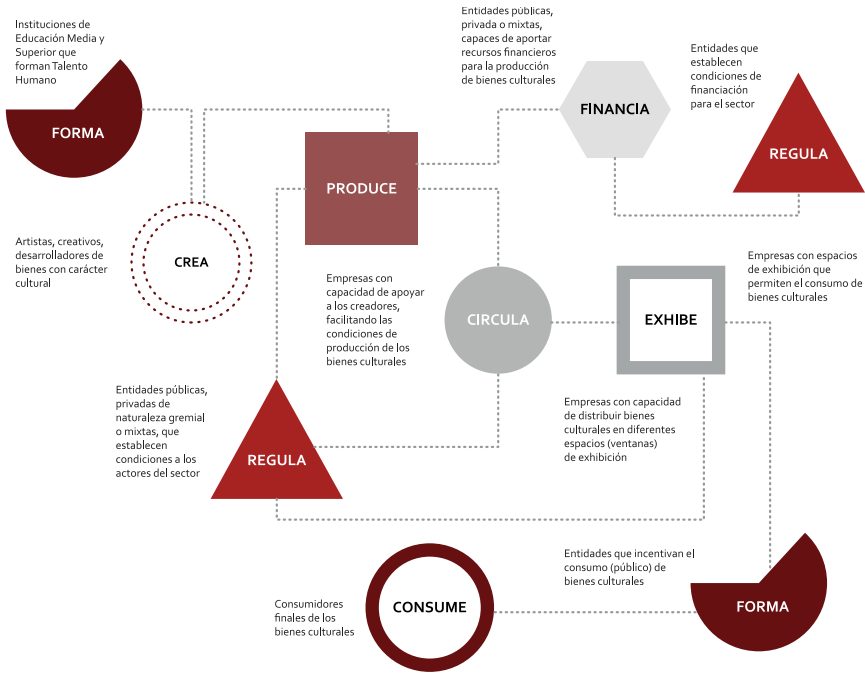 Instituciones de
Educación Media y
Superior que
forman Talento
Humano
FORMA
Entidades públicas,
privada o mixtas,
capaces de aportar
recursos financieros
para la producción
de bienes culturales
FINANCIA
Entidades que
establecen
condiciones de
financiación
para el sector
REGULA
PRODUCE
Artistas, creativos,
desarrolladores de
bienes con carácter
cultural
CREA
Empresas con
capacidad de apoyar
a los creadores,
facilitando las
condiciones de
producción de los
bienes culturales
CIRCULA
EXHIBE
Empresas con espacios
de exhibición que
permiten el consumo de
bienes culturales
Entidades públicas,
privadas de
naturaleza gremial
o mixtas, que
establecen
condiciones a los
actores del sector
REGULA
Empresas con capacidad
de distribuir bienes
culturales en diferentes
espacios (ventanas)
de exhibición
Consumidores
finales de los
bienes culturales
CONSUME
Entidades que incentivan el
consumo (público) de
bienes culturales
FORMA